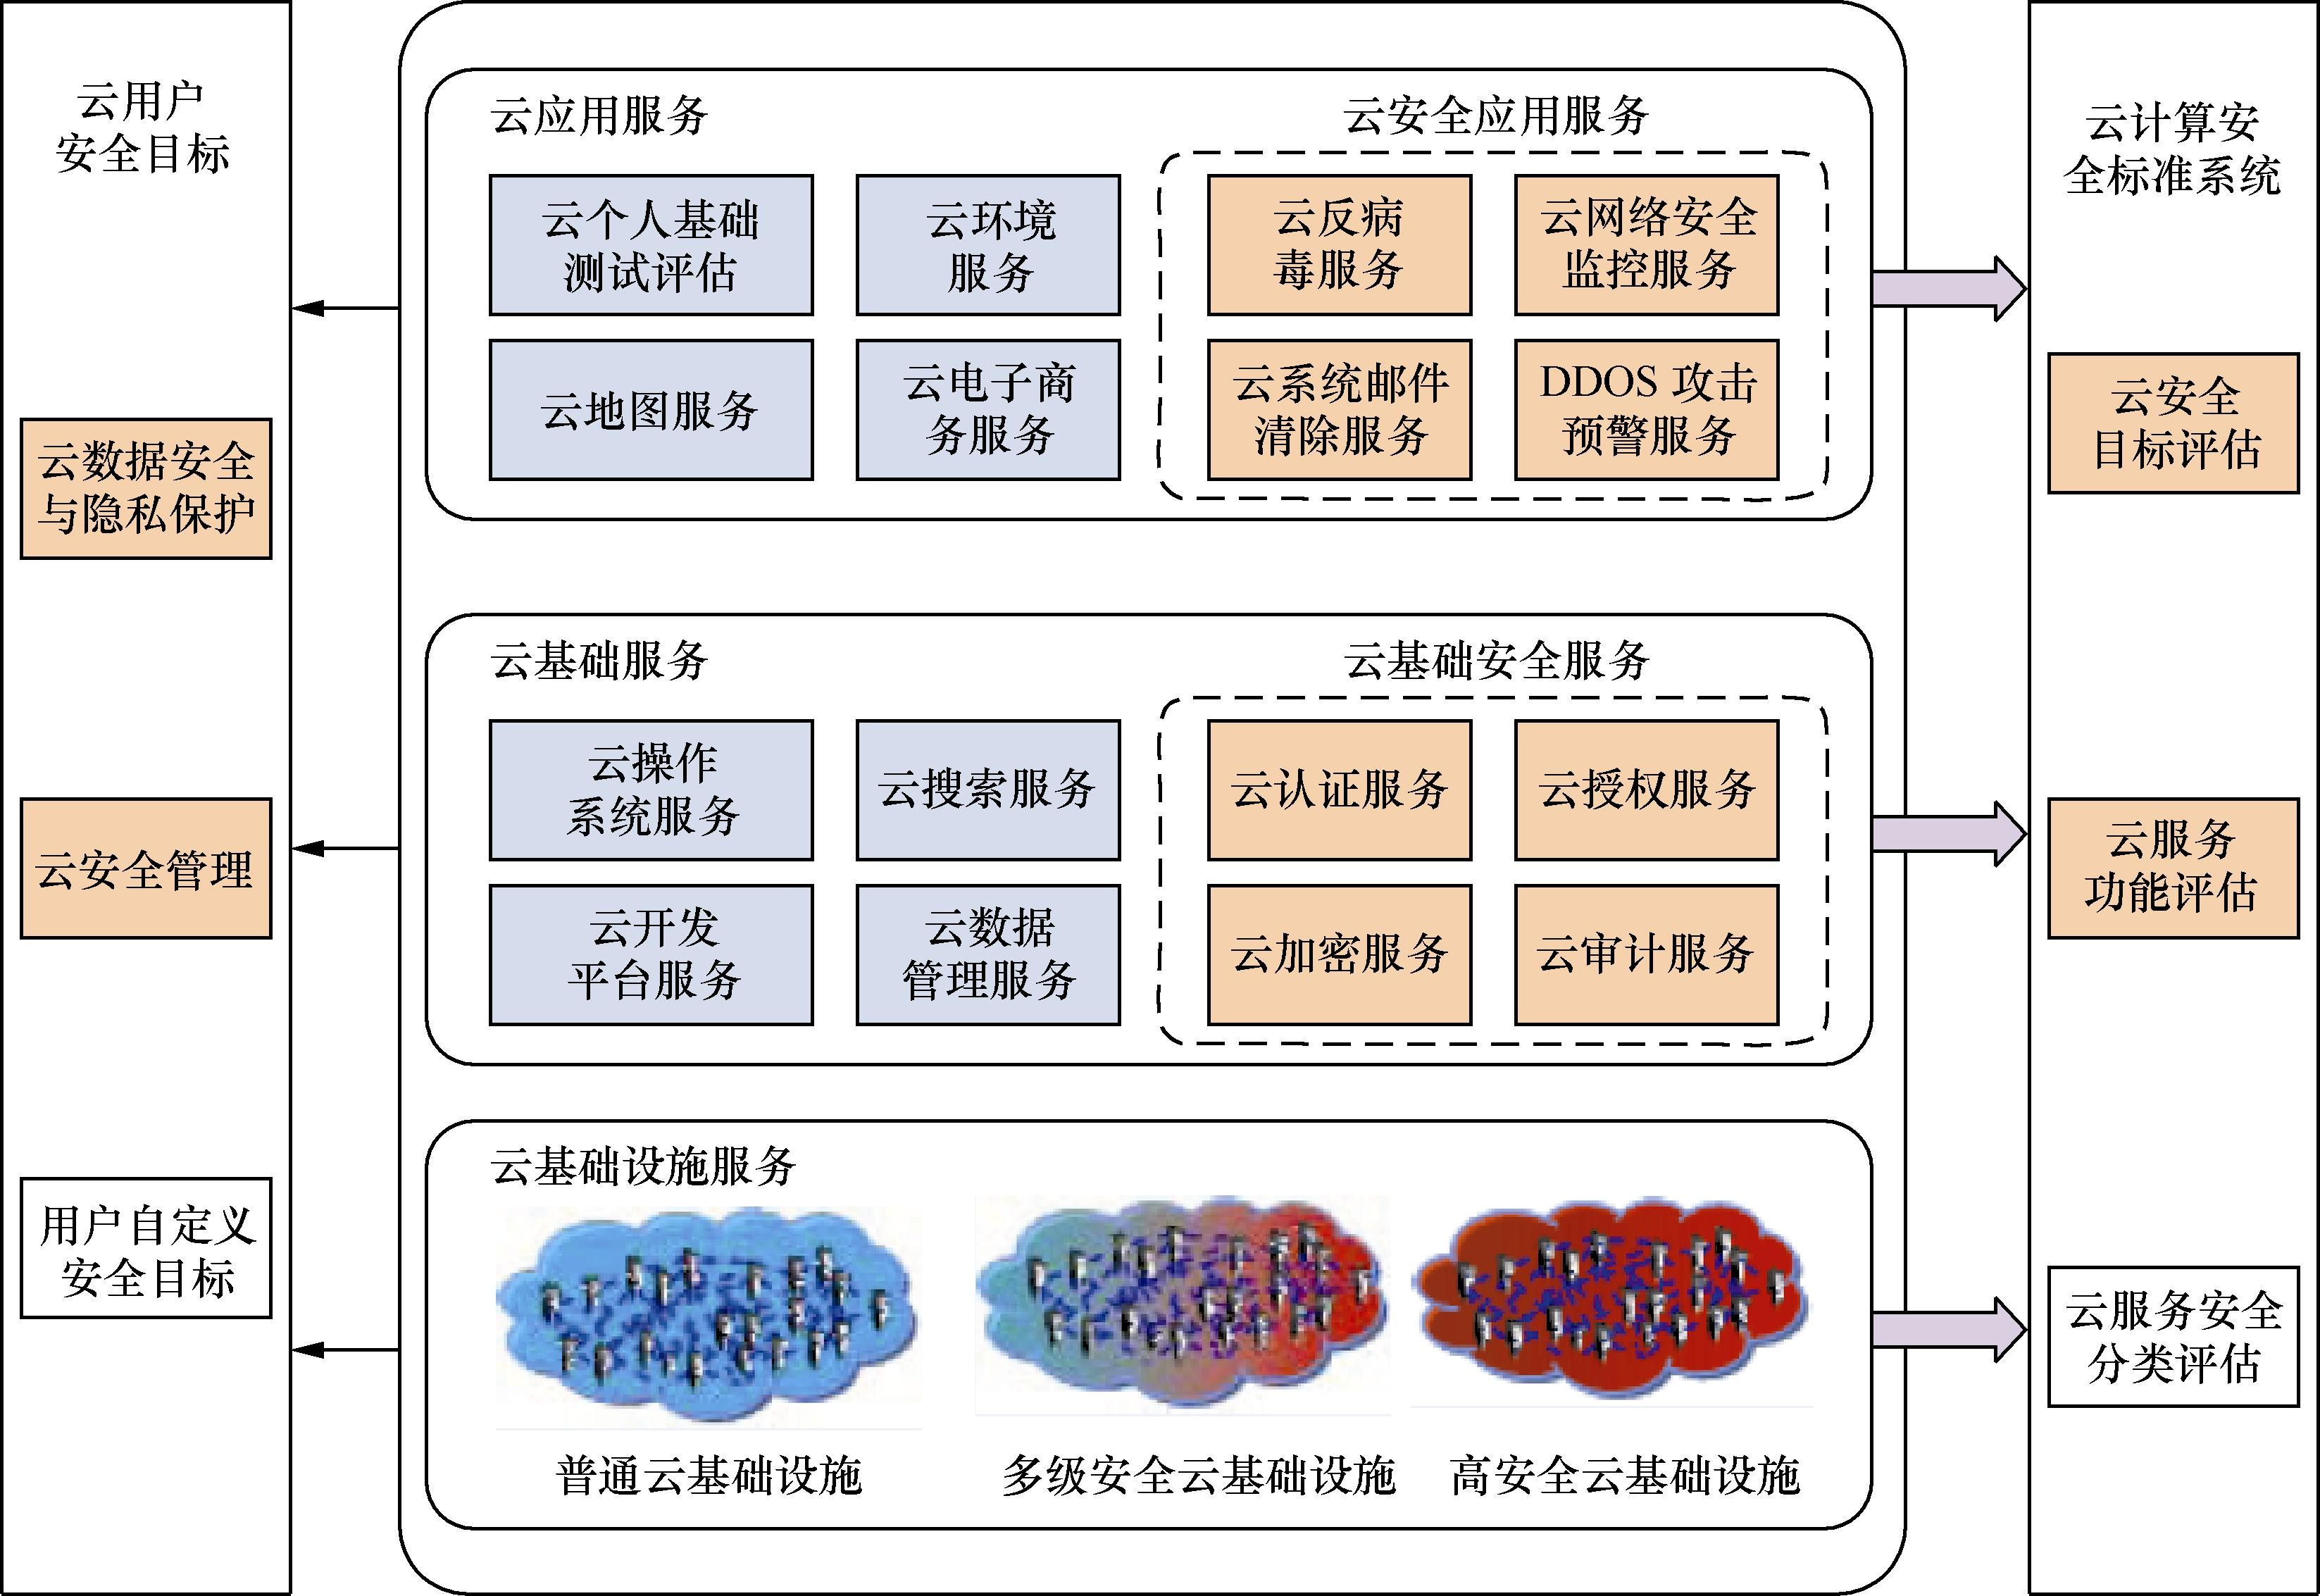 云用户
安全目标
云数据安全
与隐私保护
云安全管理
用户自定义
安全目标
云应用服务
云个人基础
测试评估
云环境
服务
云地图服务
云电子商
务服务
云安全应用服务
云反病
毒服务
云网络安全
监控服务
云系统邮件
清除服务
DDOS 攻击
预警服务
云基础服务
云操作
系统服务
云搜索服务
云开发
平台服务
云数据
管理服务
云基础安全服务
云认证服务
云授权服务
云加密服务
云审计服务
云基础设施服务
普通云基础设施
多级安全云基础设施
高安全云基础设施
云计算安
全标准系统
云安全
目标评估
云服务
功能评估
云服务安全
分类评估